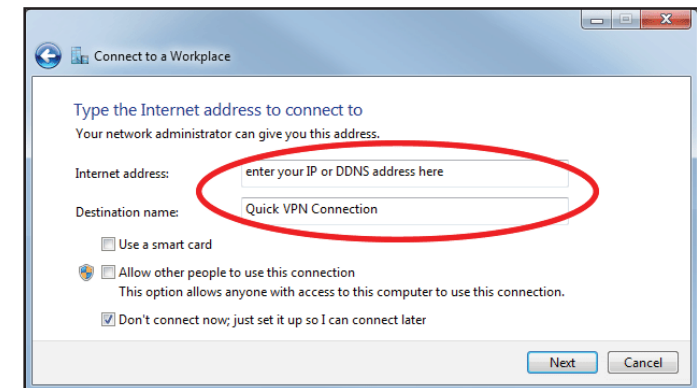 Connect to a Workplace
Type the Internet address to connect to
Your network administrator can give you this address.
Internet address: enter your IP or DDNS address here
Destination name: Quick VPN Connection
Use a smart card
Allow other people to use this connection
This option allows anyone with access to this computer to use this connection.
Don't connect now; just set it up so I can connect later
Next Cancel